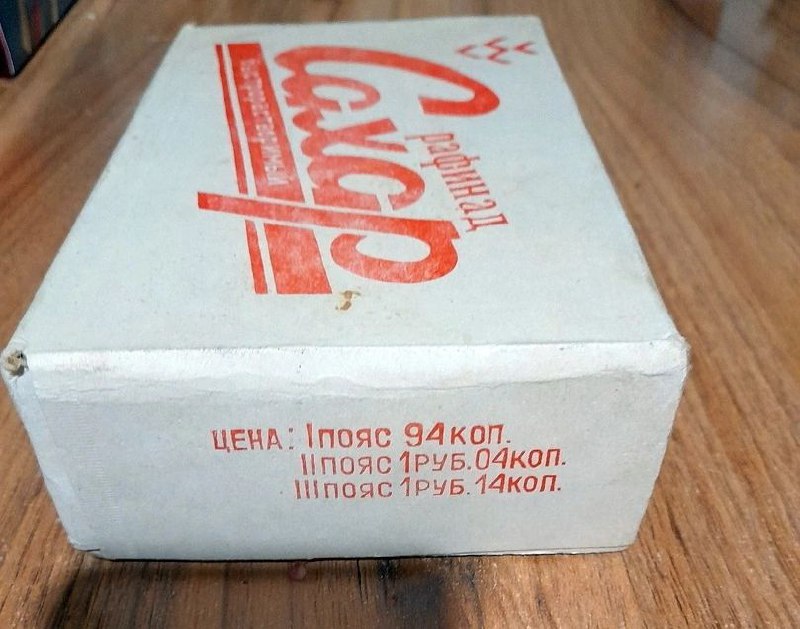 Сахар
рафинад
быстрорастворимый
ЦЕНА: I ПОЯС 94 КОП.
II ПОЯС 1 РУБ. 04 КОП.
III ПОЯС 1 РУБ. 14 КОП.